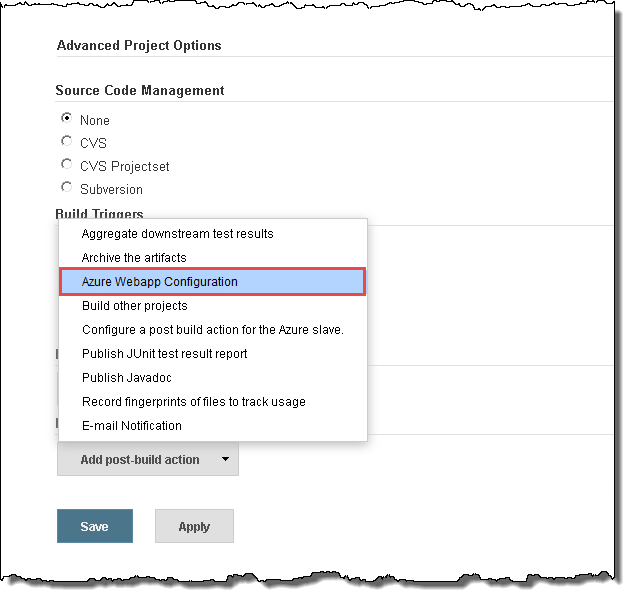 Advanced Project Options
Source Code Management
None
CVS
CVS Projectset
Subversion
Build Triggers
Aggregate downstream test results
Archive the artifacts
Azure Webapp Configuration
Build other projects
Configure a post build action for the Azure slave.
Publish JUnit test result report
Publish Javadoc
Record fingerprints of files to track usage
E-mail Notification
Add post-build action
Save
Apply